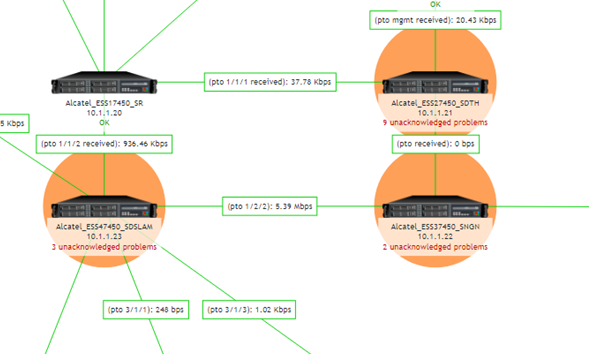 OK
(pto mgmt received): 20.43 Kbps
(pto 1/1/1 received): 37.78 Kbps
Alcatel_ESS17450_SR
10.1.1.20
OK
Alcatel_ESS27450_SDTH
10.1.1.21
9 unacknowledged problems
5 Kbps
(pto 1/1/2 received): 936.46 Kbps
(pto received): 0 bps
(pto 1/2/2): 5.39 Mbps
Alcatel_ESS47450_SDSLAM
10.1.1.23
3 unacknowledged problems
Alcatel_ESS37450_SNGN
10.1.1.22
2 unacknowledged problems
(pto 3/1/1): 248 bps
(pto 3/1/3): 1.02 Kbps